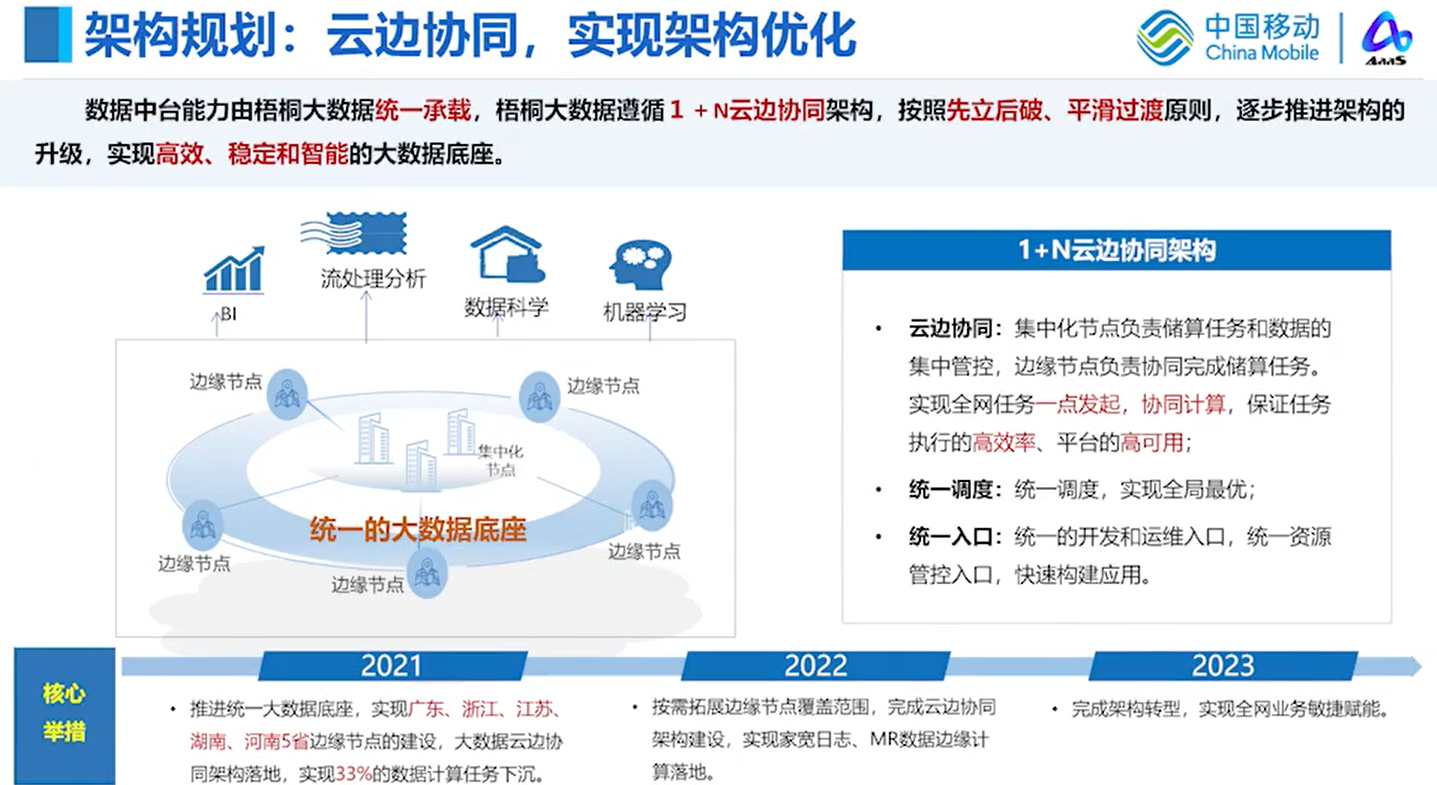 架构规划：云边协同，实现架构优化
中国移动
China Mobile
AaaS
数据中台能力由梧桐大数据统一承载，梧桐大数据遵循1＋N云边协同架构，按照先立后破、平滑过渡原则，逐步推进架构的
升级，实现高效、稳定和智能的大数据底座。
BI
流处理分析
数据科学
机器学习
边缘节点
边缘节点
集中化
节点
统一的大数据底座
边缘节点
边缘节点
边缘节点
1+N云边协同架构
• 云边协同：集中化节点负责储算任务和数据的
集中管控，边缘节点负责协同完成储算任务。
实现全网任务一点发起，协同计算，保证任务
执行的高效率、平台的高可用；
• 统一调度：统一调度，实现全局最优；
• 统一入口：统一的开发和运维入口，统一资源
管控入口，快速构建应用。
核心
举措
2021
• 推进统一大数据底座，实现广东、浙江、江苏、
湖南、河南5省边缘节点的建设，大数据云边协
同架构落地，实现33%的数据计算任务下沉。
2022
• 按需拓展边缘节点覆盖范围，完成云边协同
架构建设，实现家宽日志、MR数据边缘计
算落地。
2023
• 完成架构转型，实现全网业务敏捷赋能。